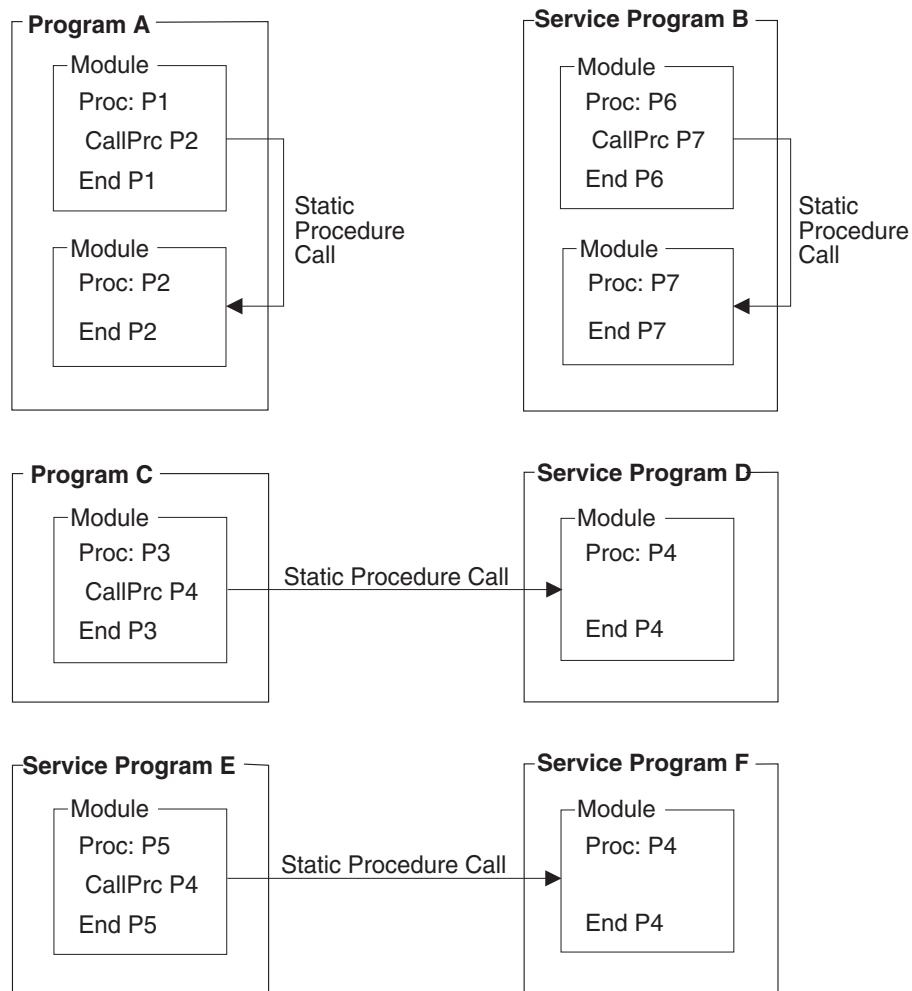 Program A
Module
Proc: P1
CallPrc P2
End P1
Static
Procedure
Call
Module
Proc: P2
End P2
Service Program B
Module
Proc: P6
CallPrc P7
End P6
Static
Procedure
Call
Module
Proc: P7
End P7
Program C
Module
Proc: P3
CallPrc P4
End P3
Static Procedure Call
Service Program D
Module
Proc: P4
End P4
Service Program E
Module
Proc: P5
CallPrc P4
End P5
Static Procedure Call
Service Program F
Module
Proc: P4
End P4